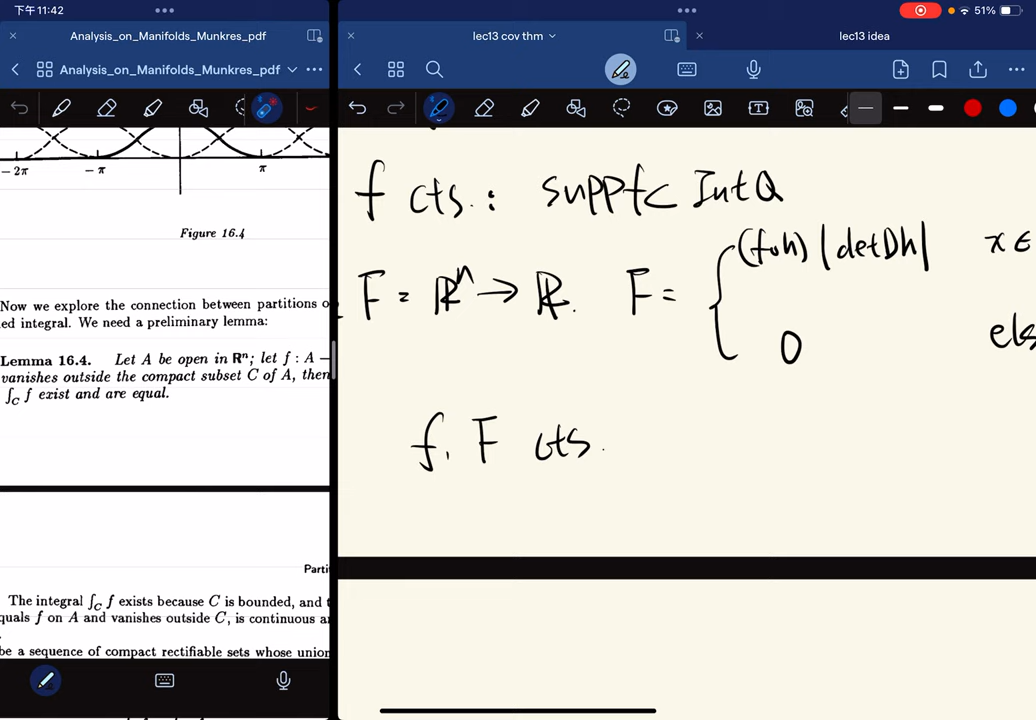 下午11:42
51%
Analysis_on_Manifolds_Munkres_pdf
lec13 cov thm
lec13 idea
Analysis_on_Manifolds_Munkres_pdf
T
-2π
-π
π
Figure 16.4
Now we explore the connection between partitions o
ed integral. We need a preliminary lemma:
Lemma 16.4. Let A be open in Rⁿ; let f : A –
vanishes outside the compact subset C of A, then
∫_C f exist and are equal.
Parti
The integral ∫_C f exists because C is bounded, and t
quals f on A and vanishes outside C, is continuous a
be a sequence of compact rectifiable sets whose union
f cts. : suppf ⊂ Int Q
F = ℝⁿ → ℝ. F = { (f∘h) |detDh| x ∈
0 els
f, F cts.